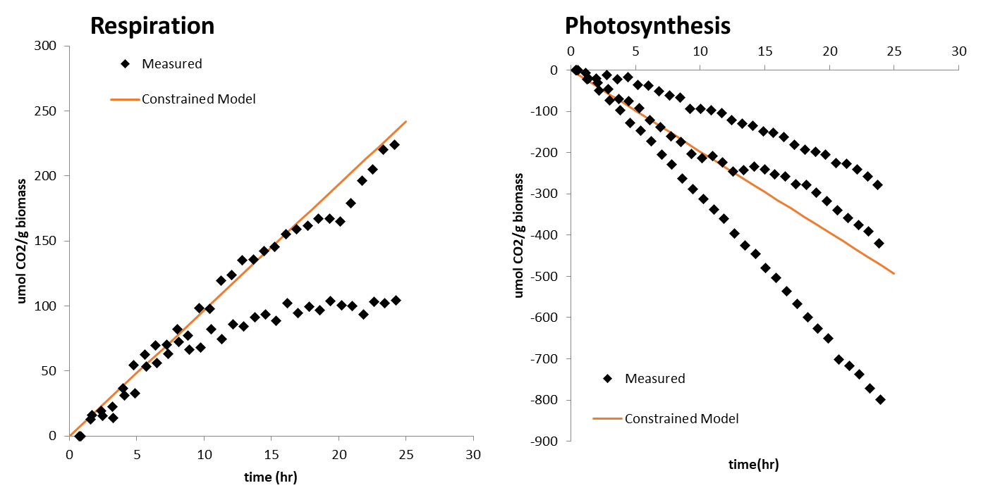 Respiration
300
250
200
150
100
50
0
0 5 10 15 20 25 30
umol CO2/g biomass
time (hr)
Measured
Constrained Model
Photosynthesis
0 5 10 15 20 25 30
0
-100
-200
-300
-400
-500
-600
-700
-800
-900
umol CO2/g biomass
Measured
Constrained Model
time(hr)